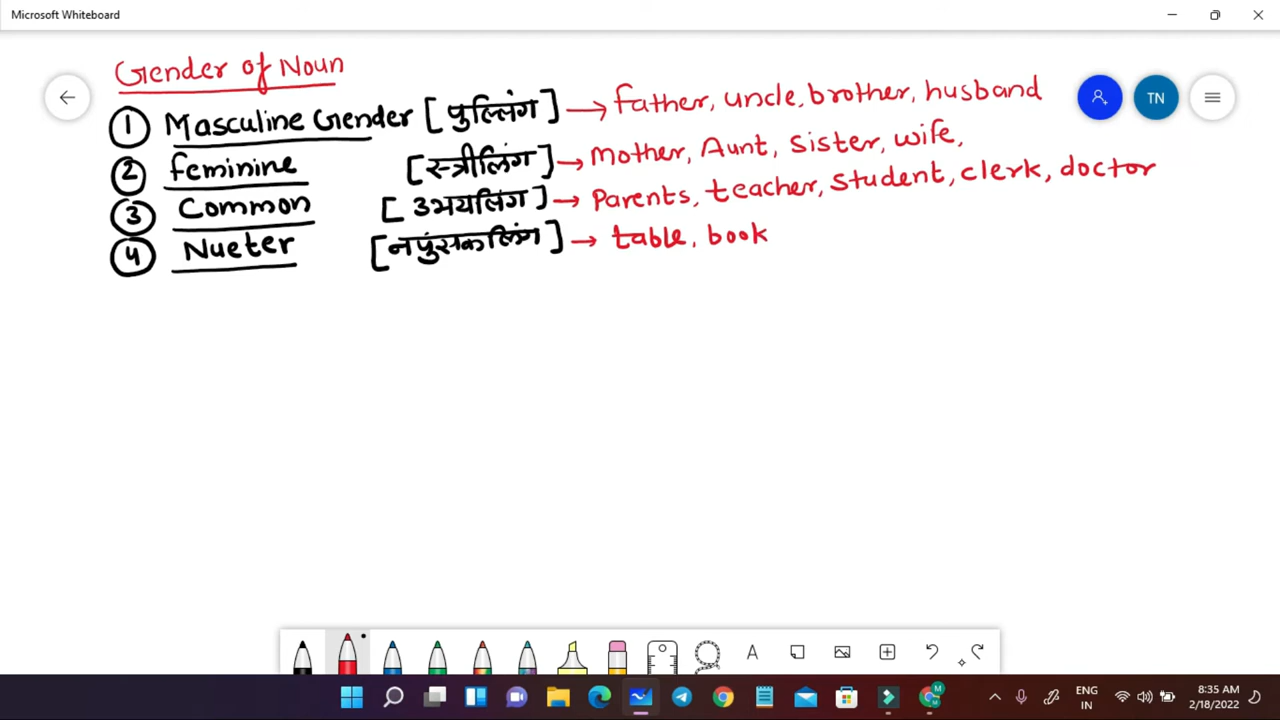 Microsoft Whiteboard
Gender of Noun
1 Masculine Gender [पुल्लिंग] → father, uncle, brother, husband
2 feminine [स्त्रीलिंग] → Mother, Aunt, Sister, wife,
3 Common [उभयलिंग] → Parents, teacher, student, clerk, doctor
4 Nueter [नपुंसकलिंग] → table, book
TN
A
ENG
IN
8:35 AM
2/18/2022